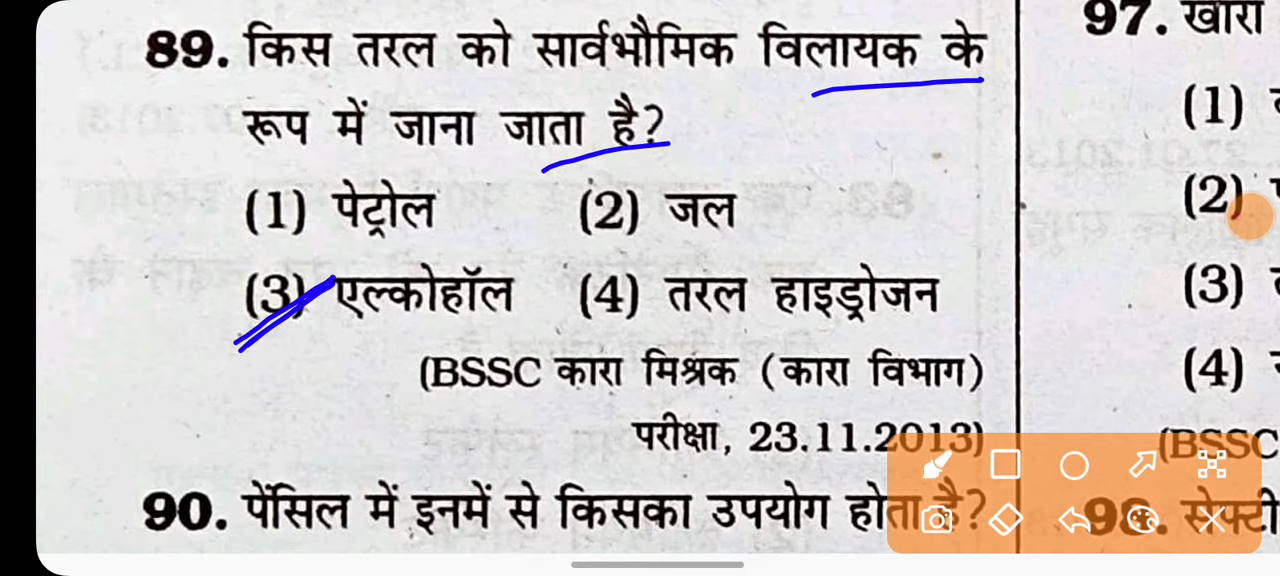 89. किस तरल को सार्वभौमिक विलायक के
रूप में जाना जाता है?
(1) पेट्रोल (2) जल
(3) एल्कोहॉल (4) तरल हाइड्रोजन
(BSSC कारा मिश्रक (कारा विभाग)
परीक्षा, 23.11.2013)
90. पेंसिल में इनमें से किसका उपयोग होता है?
97. खारा
(1)
(2)
(3)
(4)
(BSSC
98. सेफ्टी